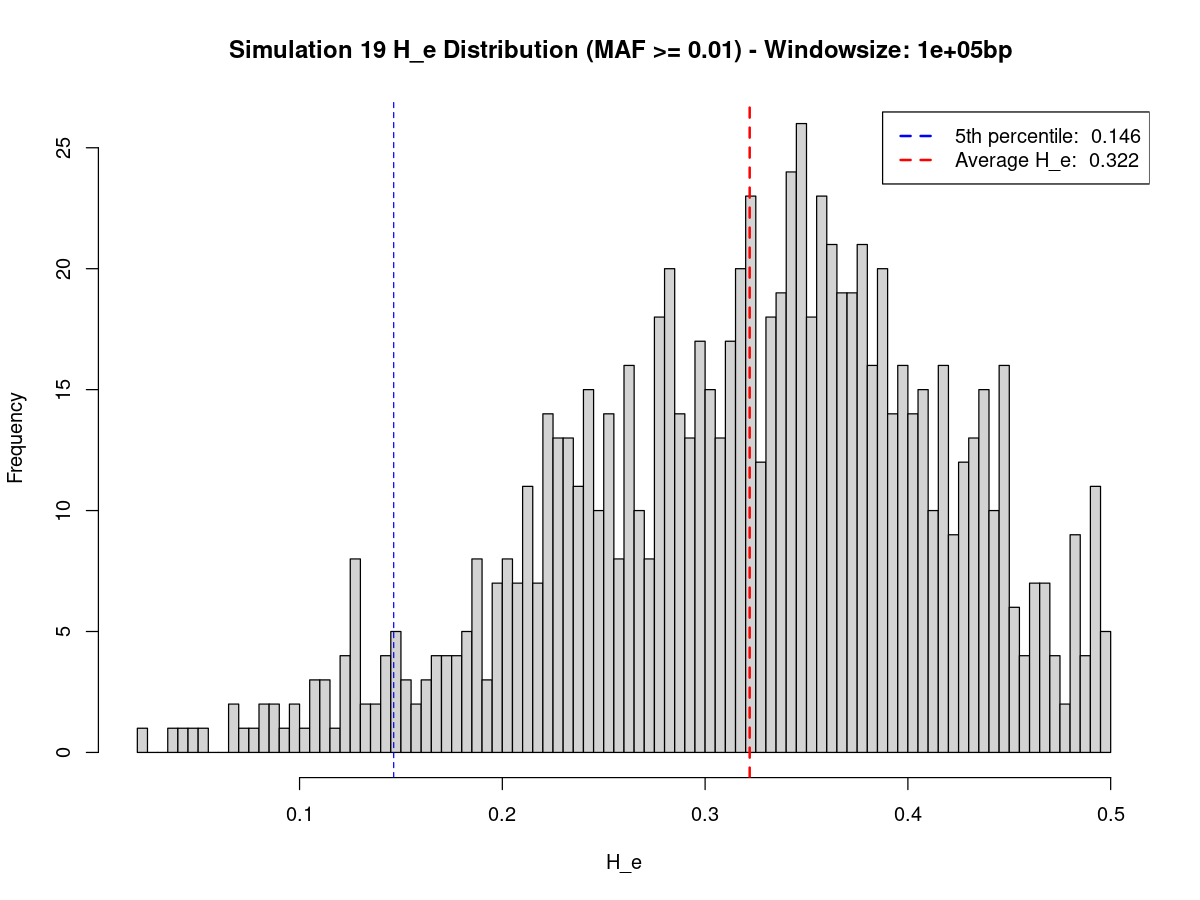 Simulation 19 H_e Distribution (MAF >= 0.01) - Windowsize: 1e+05bp
5th percentile:  0.146
Average H_e:  0.322
Frequency
25
20
15
10
5
0
0.1
0.2
0.3
0.4
0.5
H_e